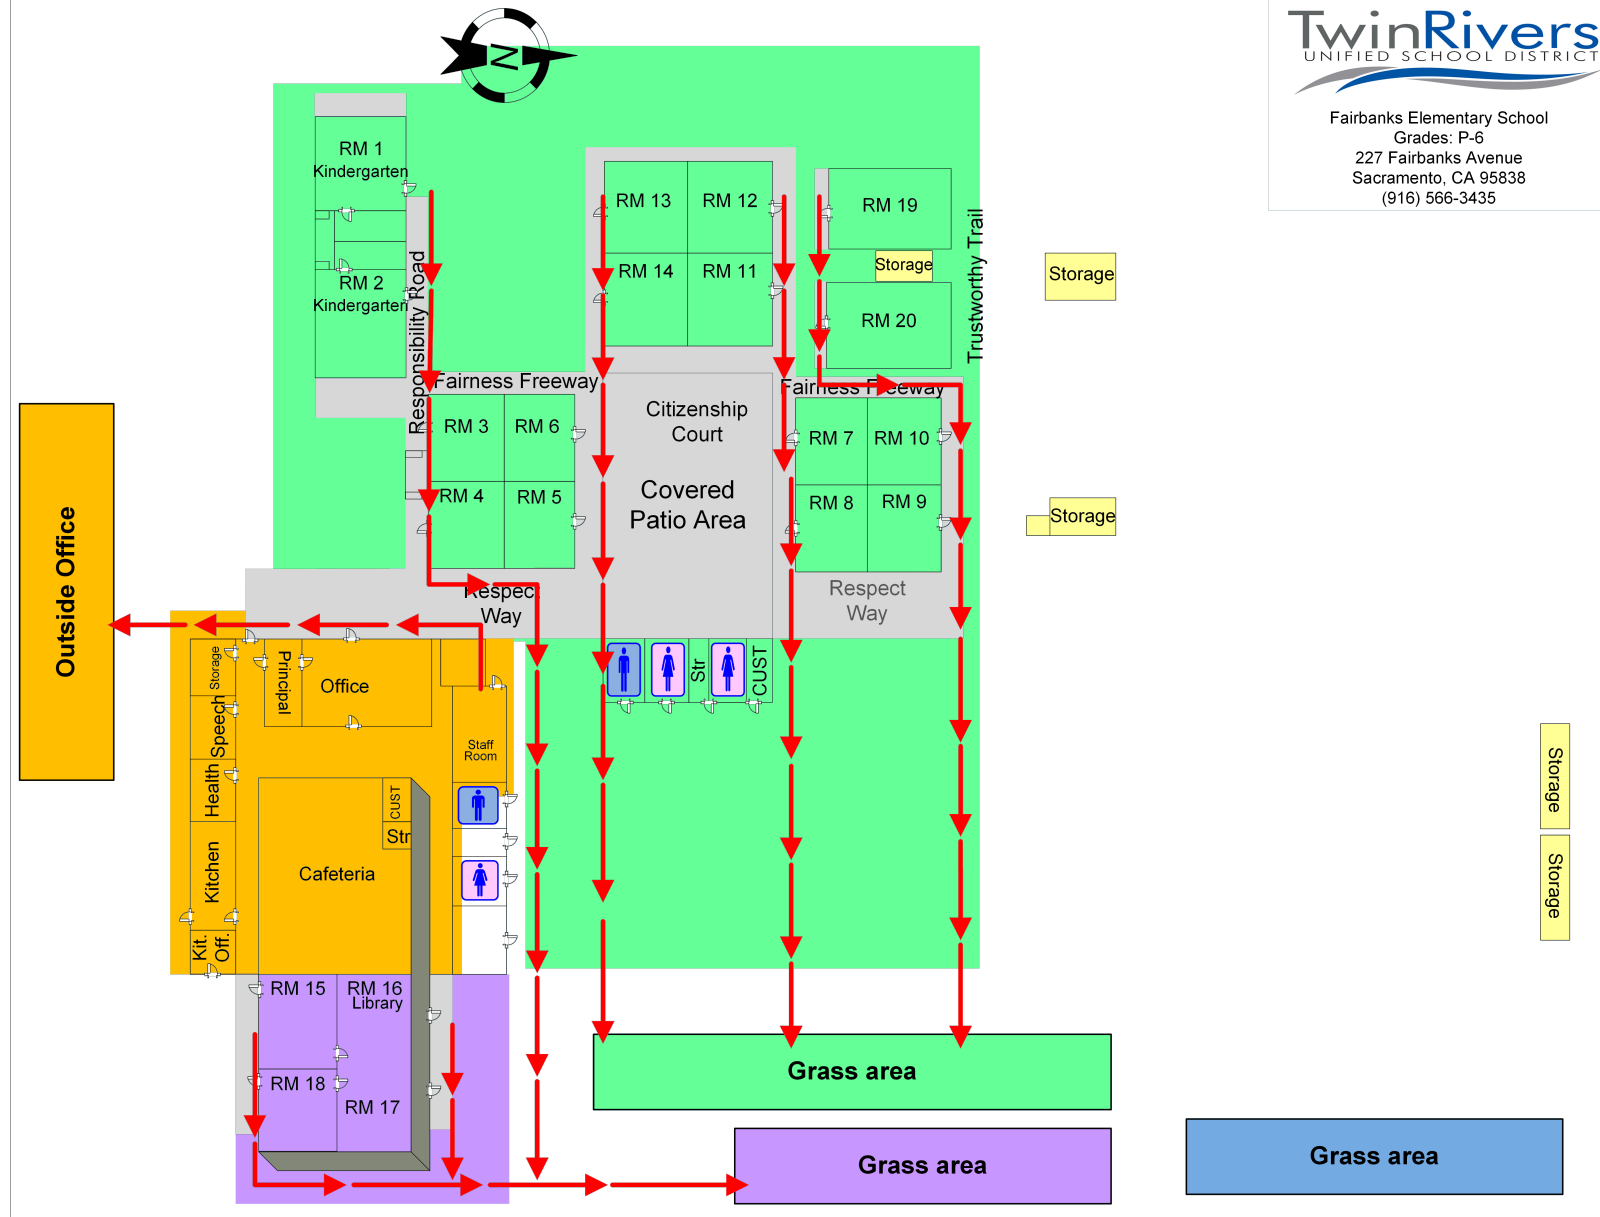 N
TwinRivers
UNIFIED SCHOOL DISTRICT
Fairbanks Elementary School
Grades: P-6
227 Fairbanks Avenue
Sacramento, CA 95838
(916) 566-3435
RM 1
Kindergarten
RM 2
Kindergarten
Responsibility Road
RM 13
RM 12
RM 14
RM 11
RM 19
Storage
RM 20
Trustworthy Trail
Storage
Fairness Freeway
Fairness Freeway
RM 3
RM 6
RM 4
RM 5
Citizenship
Court
Covered
Patio Area
RM 7
RM 10
RM 8
RM 9
Storage
Outside Office
Respect
Way
Respect
Way
Storage
Principal
Office
Speech
Staff
Room
Str
CUST
Health
CUST
Str
Kitchen
Cafeteria
Kit.
Off.
Storage
Storage
RM 15
RM 16
Library
RM 18
RM 17
Grass area
Grass area
Grass area